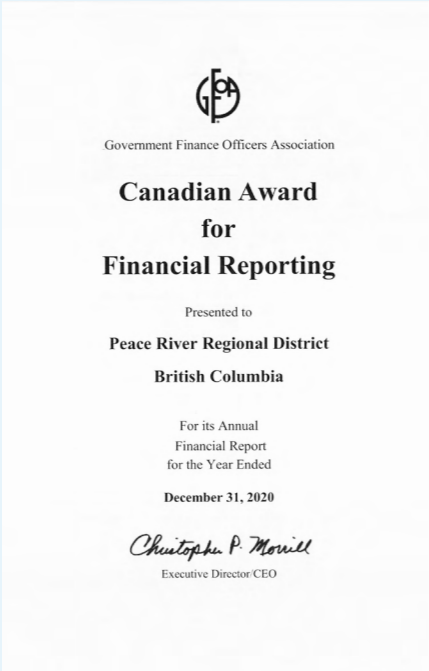 GFOA
Government Finance Officers Association
Canadian Award
for
Financial Reporting
Presented to
Peace River Regional District
British Columbia
For its Annual
Financial Report
for the Year Ended
December 31, 2020
Christopher P. Morrill
Executive Director/CEO